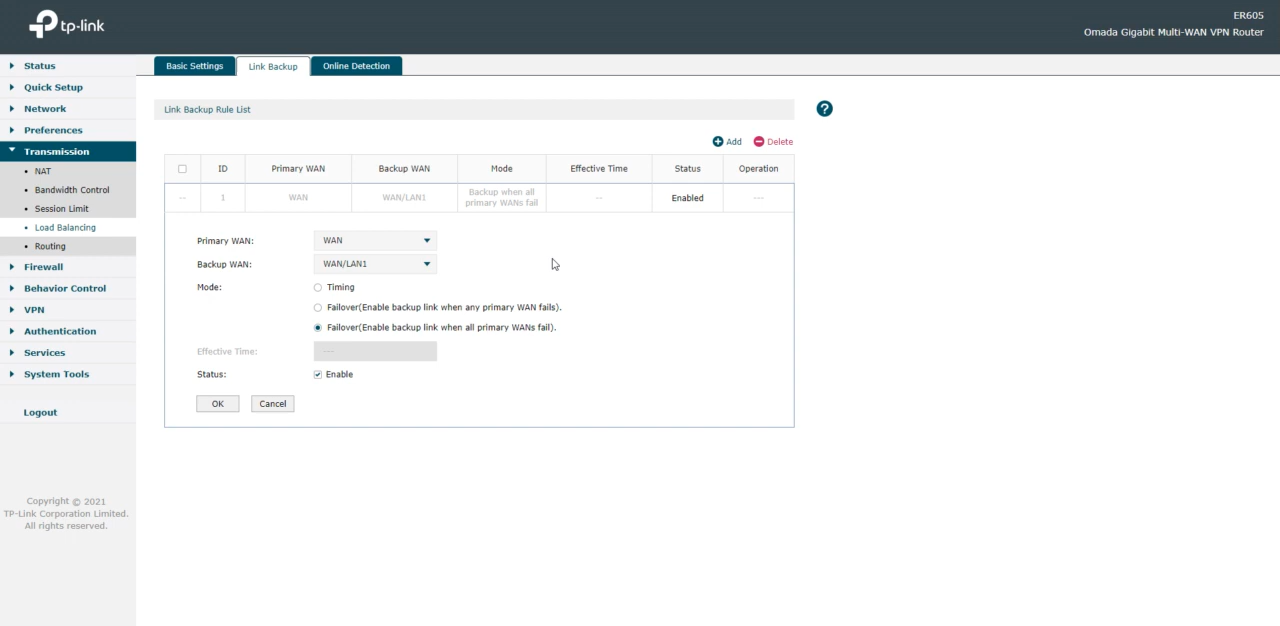 tp-link
ER605
Omada Gigabit Multi-WAN VPN Router
Status
Quick Setup
Network
Preferences
Transmission
NAT
Bandwidth Control
Session Limit
Load Balancing
Routing
Firewall
Behavior Control
VPN
Authentication
Services
System Tools
Logout
Copyright © 2021
TP-Link Corporation Limited.
All rights reserved.
Basic Settings Link Backup Online Detection
Link Backup Rule List
?
Add Delete
ID Primary WAN Backup WAN Mode Effective Time Status Operation
-- 1 WAN WAN/LAN1 Backup when all primary WANs fail -- Enabled ---
Primary WAN: WAN
Backup WAN: WAN/LAN1
Mode: Timing
Failover(Enable backup link when any primary WAN fails).
Failover(Enable backup link when all primary WANs fail).
Effective Time: ---
Status: Enable
OK Cancel